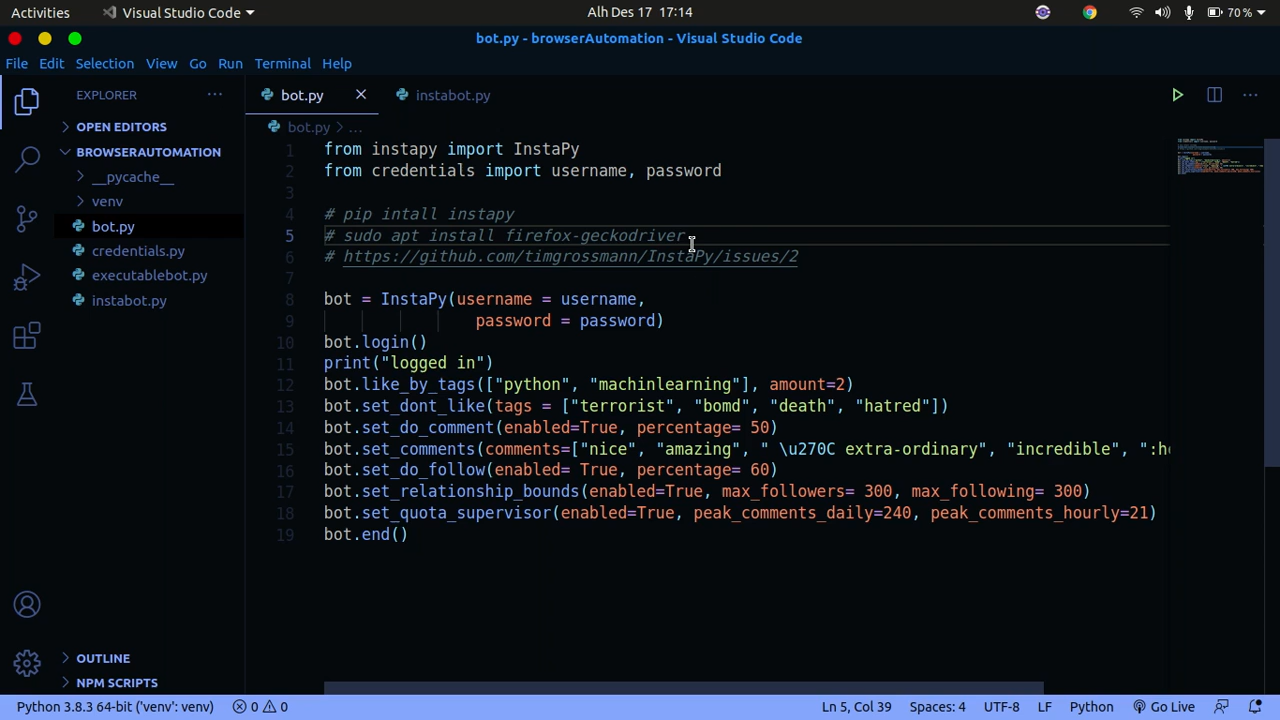 Activities
Visual Studio Code
Alh Des 17 17:14
70 %
bot.py - browserAutomation - Visual Studio Code
File Edit Selection View Go Run Terminal Help
EXPLORER
OPEN EDITORS
BROWSERAUTOMATION
__pycache__
venv
bot.py
credentials.py
executablebot.py
instabot.py
OUTLINE
NPM SCRIPTS
bot.py
instabot.py
bot.py > ...
1 from instapy import InstaPy
2 from credentials import username, password
3
4 # pip intall instapy
5 # sudo apt install firefox-geckodriver
6 # https://github.com/timgrossmann/InstaPy/issues/2
7
8 bot = InstaPy(username = username,
9 password = password)
10 bot.login()
11 print("logged in")
12 bot.like_by_tags(["python", "machinlearning"], amount=2)
13 bot.set_dont_like(tags = ["terrorist", "bomd", "death", "hatred"])
14 bot.set_do_comment(enabled=True, percentage= 50)
15 bot.set_comments(comments=["nice", "amazing", " \u270C extra-ordinary", "incredible", ":ho
16 bot.set_do_follow(enabled= True, percentage= 60)
17 bot.set_relationship_bounds(enabled=True, max_followers= 300, max_following= 300)
18 bot.set_quota_supervisor(enabled=True, peak_comments_daily=240, peak_comments_hourly=21)
19 bot.end()
Python 3.8.3 64-bit ('venv': venv) 0 0 Ln 5, Col 39 Spaces: 4 UTF-8 LF Python Go Live